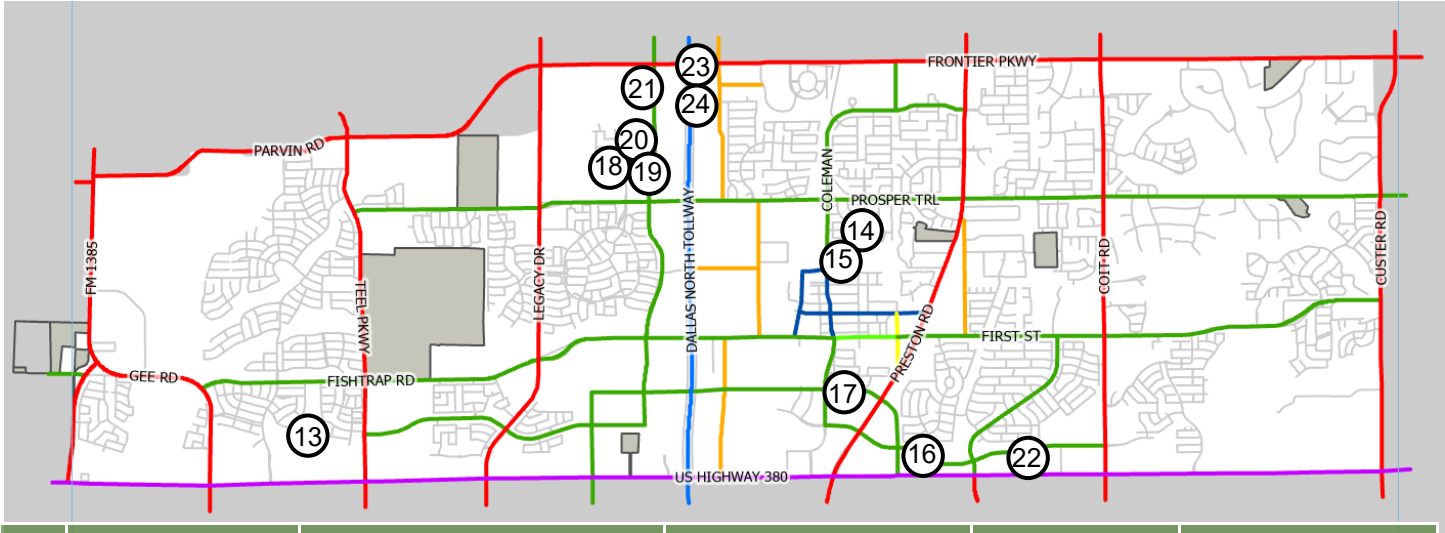 FRONTIER PKWY
23
21
24
PARVIN RD
20
18
19
COLEMAN
PROSPER TRL
14
15
FM 1385
TEEL PKWY
LEGACY DR
DALLAS NORTH TOLLWAY
COIT RD
CUSTER RD
PRESTON RD
FIRST ST
GEE RD
FISHTRAP RD
17
13
16
22
US HIGHWAY 380